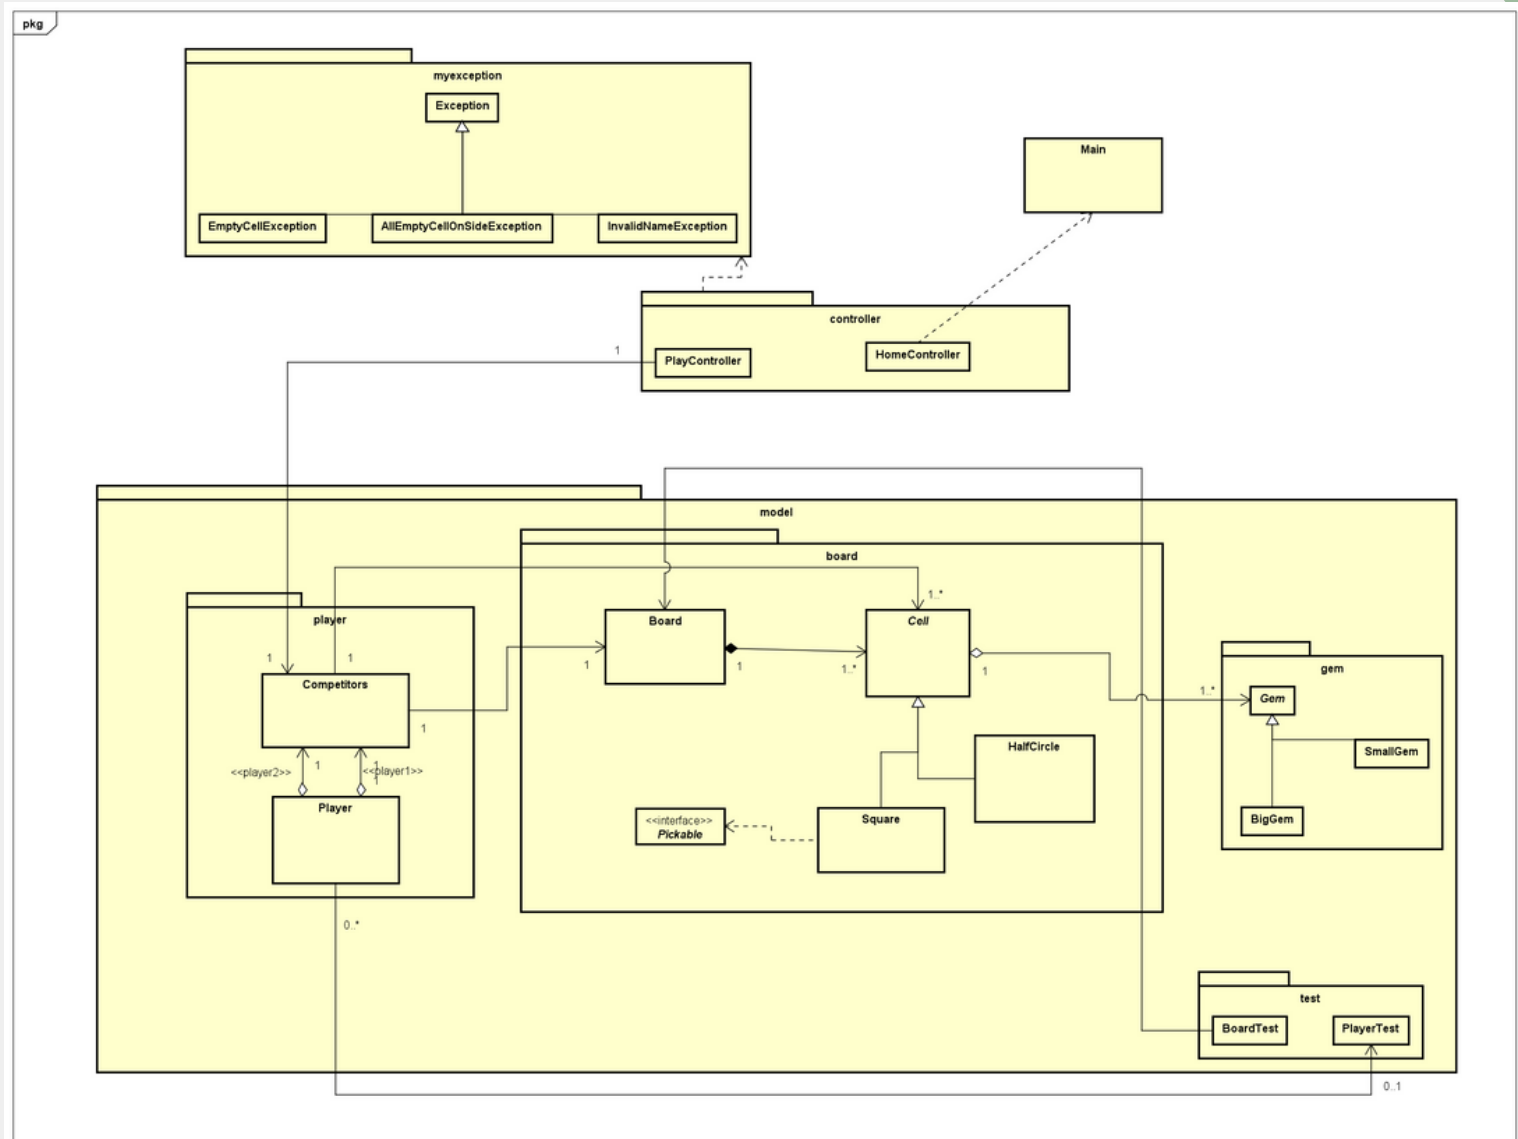 pkg
myexception
Exception
EmptyCellException
AllEmptyCellOnSideException
InvalidNameException
Main
controller
PlayController
HomeController
1
model
board
player
1
1
Competitors
1
1
Board
1
1..*
Cell
1..*
1
1..*
gem
Gem
SmallGem
BigGem
HalfCircle
Square
<<interface>>
Pickable
<<player2>>
1
<<player1>>
1
Player
0..*
test
BoardTest
PlayerTest
0..1